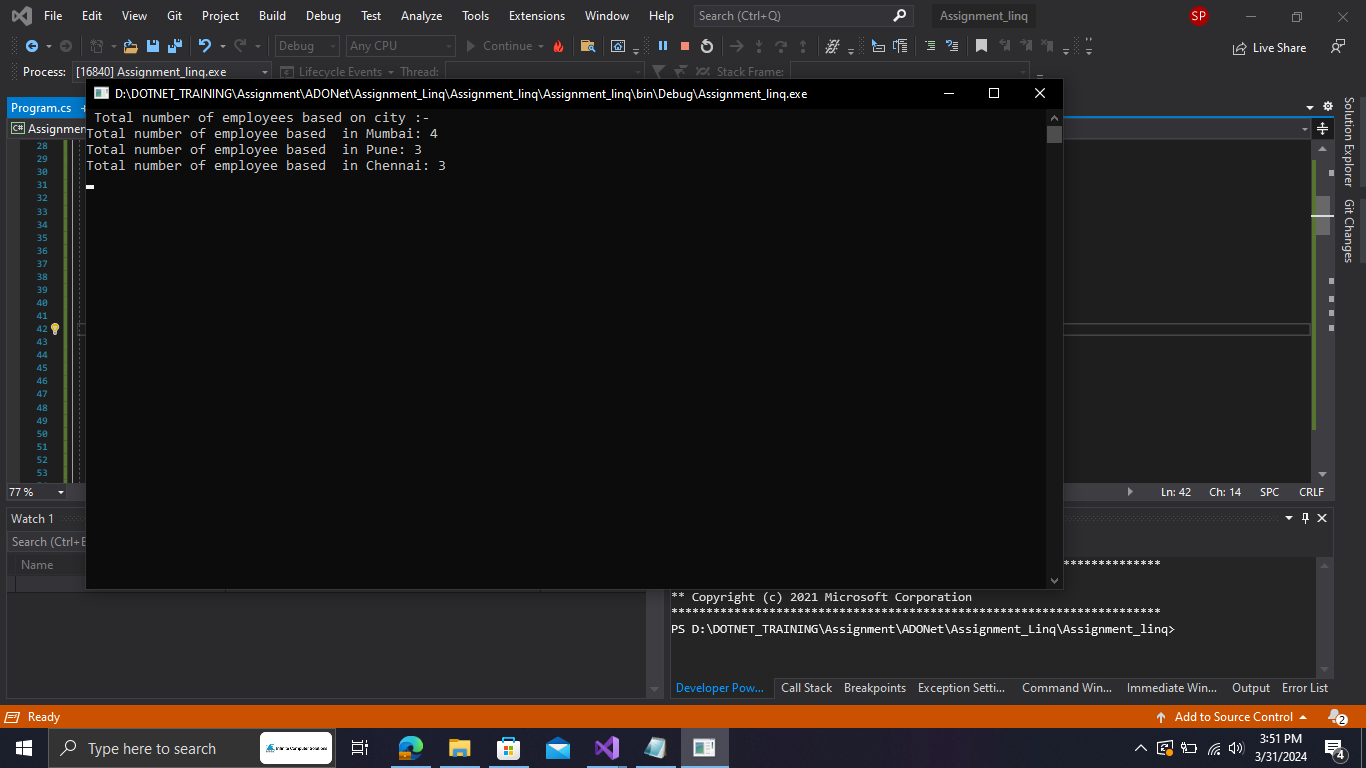 File Edit View Git Project Build Debug Test Analyze Tools Extensions Window Help Search (Ctrl+Q) Assignment_linq SP
Debug Any CPU Continue Live Share
Process: [16840] Assignment_linq.exe Lifecycle Events Thread: Stack Frame:
D:\DOTNET_TRAINING\Assignment\ADONet\Assignment_Linq\Assignment_linq\Assignment_linq\bin\Debug\Assignment_linq.exe
Program.cs
C# Assignmen
Total number of employees based on city :-
Total number of employee based  in Mumbai: 4
Total number of employee based  in Pune: 3
Total number of employee based  in Chennai: 3
28
29
30
31
32
33
34
35
36
37
38
39
40
41
42
43
44
45
46
47
48
49
50
51
52
53
Solution Explorer
Git Changes
77 % Ln: 42 Ch: 14 SPC CRLF
Watch 1
Search (Ctrl+E
Name
*************************************************************
** Copyright (c) 2021 Microsoft Corporation
**********************************************************************
PS D:\DOTNET_TRAINING\Assignment\ADONet\Assignment_Linq\Assignment_linq>
Developer Pow... Call Stack Breakpoints Exception Setti... Command Win... Immediate Win... Output Error List
Ready Add to Source Control 2
Type here to search Infinite Computer Solutions
3:51 PM
3/31/2024
4